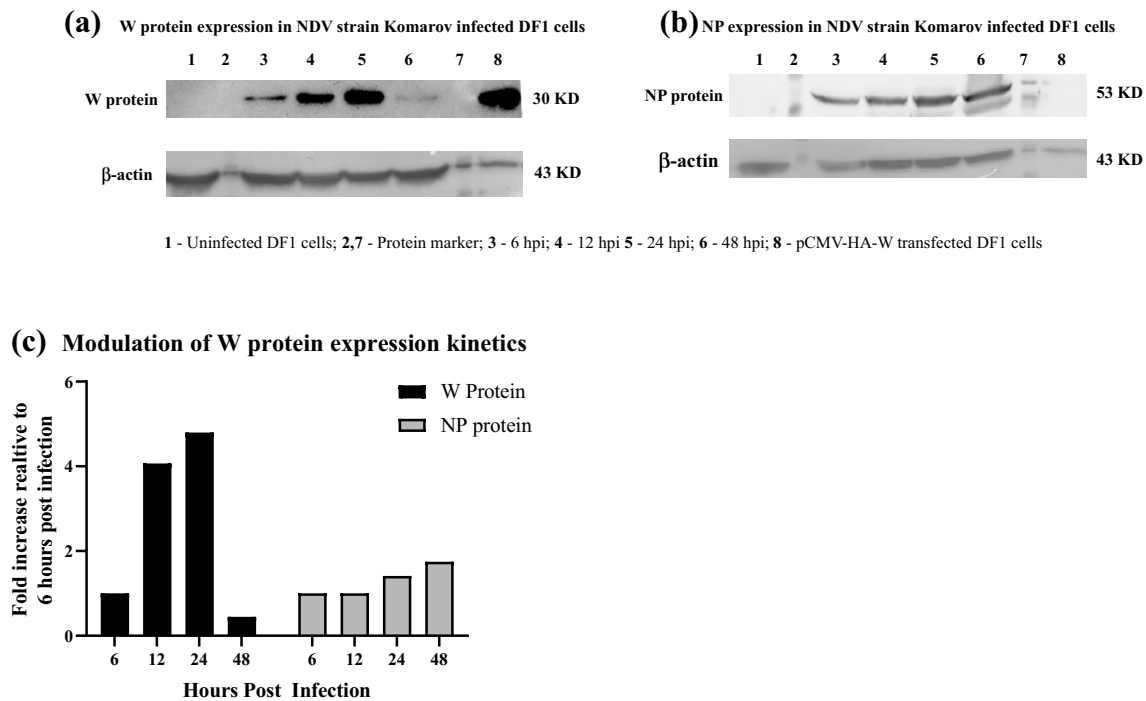 (a) W protein expression in NDV strain Komarov infected DF1 cells
1 2 3 4 5 6 7 8
W protein 30 KD
β-actin 43 KD
(b) NP expression in NDV strain Komarov infected DF1 cells
1 2 3 4 5 6 7 8
NP protein 53 KD
β-actin 43 KD
1 - Uninfected DF1 cells; 2,7 - Protein marker; 3 - 6 hpi; 4 - 12 hpi 5 - 24 hpi; 6 - 48 hpi; 8 - pCMV-HA-W transfected DF1 cells
(c) Modulation of W protein expression kinetics
Fold increase realtive to
6 hours post infection
6
4
2
0
W Protein
NP protein
6 12 24 48 6 12 24 48
Hours Post Infection